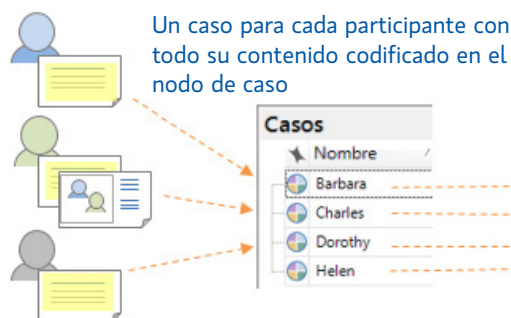 Un caso para cada participante con
todo su contenido codificado en el
nodo de caso
Casos
Nombre
Barbara
Charles
Dorothy
Helen